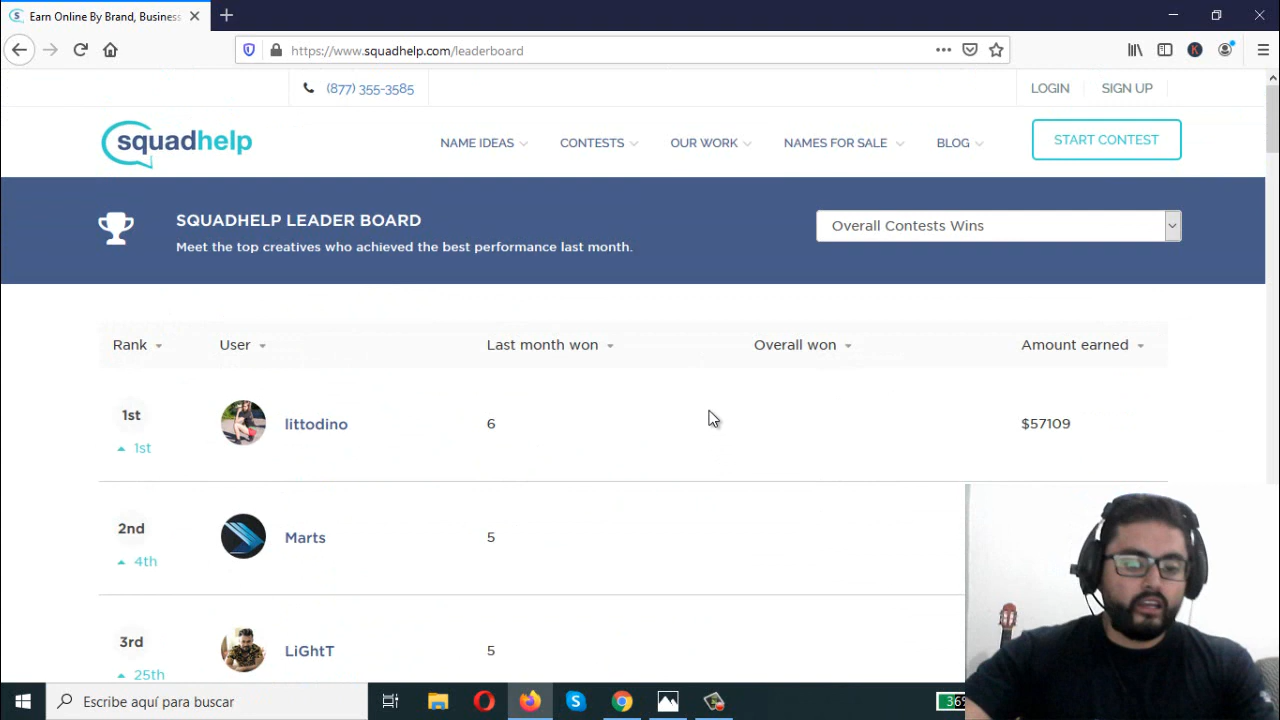 Earn Online By Brand, Business
https://www.squadhelp.com/leaderboard
(877) 355-3585
LOGIN
SIGN UP
squadhelp
NAME IDEAS
CONTESTS
OUR WORK
NAMES FOR SALE
BLOG
START CONTEST
SQUADHELP LEADER BOARD
Meet the top creatives who achieved the best performance last month.
Overall Contests Wins
Rank User Last month won Overall won Amount earned
1st littodino 6 $57109
1st
2nd Marts 5
4th
3rd LiGhtT 5
25th
Escribe aquí para buscar
36%